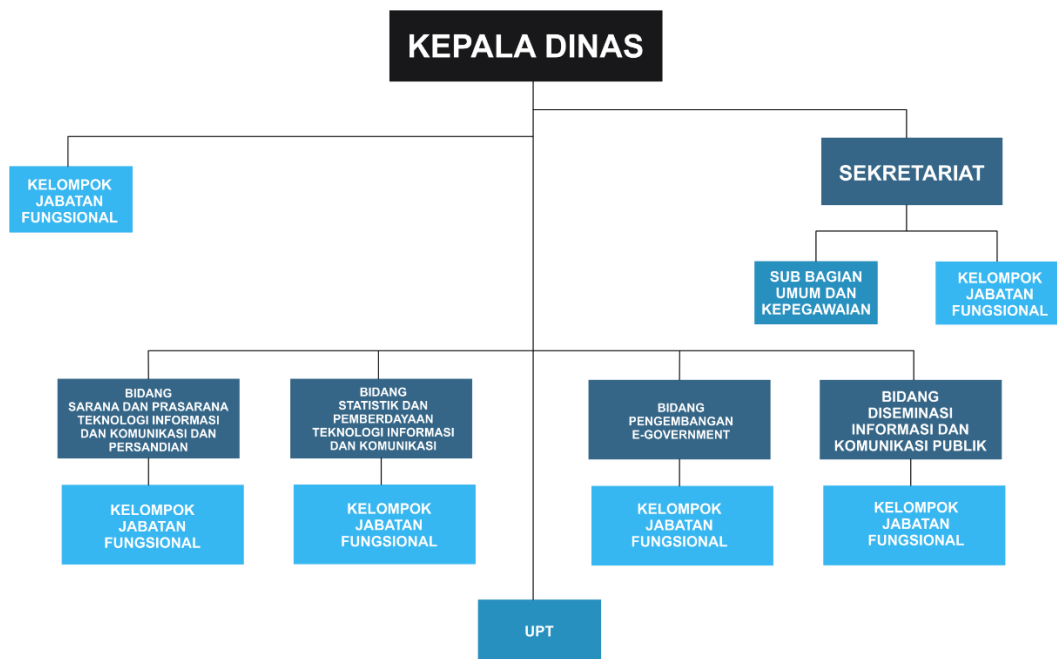 KEPALA DINAS
KELOMPOK
JABATAN
FUNGSIONAL
SEKRETARIAT
SUB BAGIAN
UMUM DAN
KEPEGAWAIAN
KELOMPOK
JABATAN
FUNGSIONAL
BIDANG
SARANA DAN PRASARANA
TEKNOLOGI INFORMASI
DAN KOMUNIKASI DAN
PERSANDIAN
BIDANG
STATISTIK DAN
PEMBERDAYAAN
TEKNOLOGI INFORMASI
DAN KOMUNIKASI
BIDANG
PENGEMBANGAN
E-GOVERNMENT
BIDANG
DISEMINASI
INFORMASI DAN
KOMUNIKASI PUBLIK
KELOMPOK
JABATAN
FUNGSIONAL
KELOMPOK
JABATAN
FUNGSIONAL
KELOMPOK
JABATAN
FUNGSIONAL
KELOMPOK
JABATAN
FUNGSIONAL
UPT